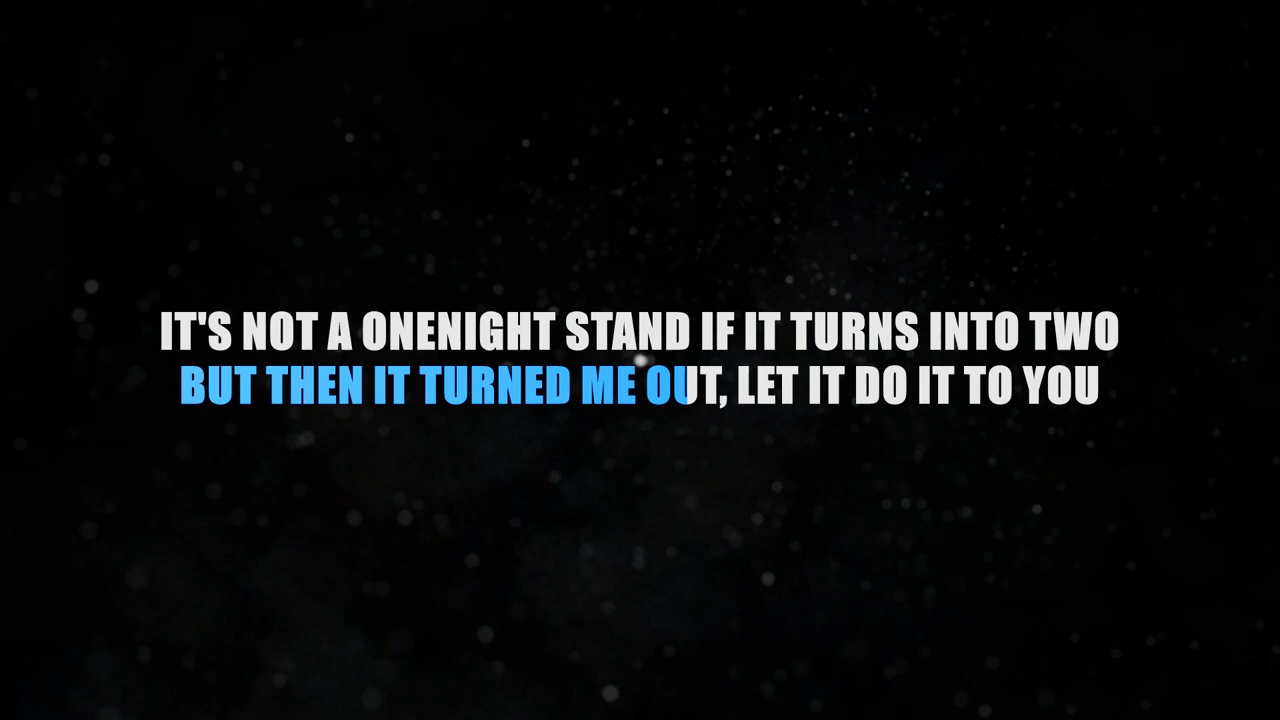 IT'S NOT A ONENIGHT STAND IF IT TURNS INTO TWO
BUT THEN IT TURNED ME OUT, LET IT DO IT TO YOU